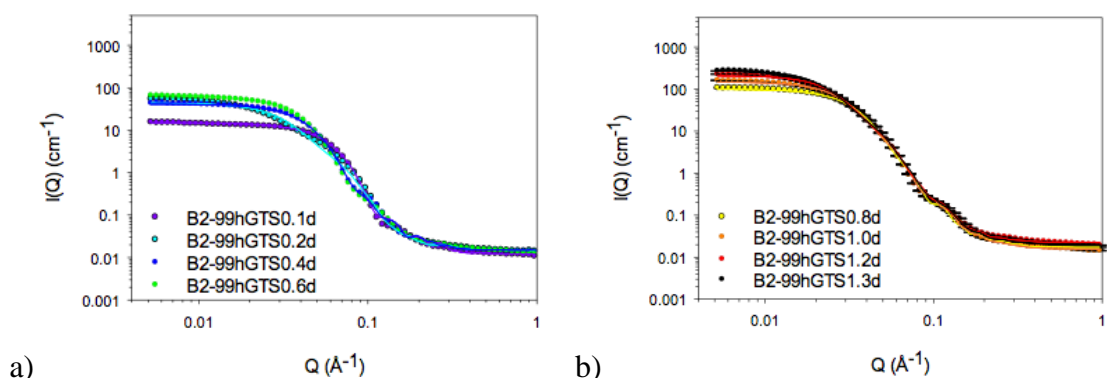 1000
100
10
1
0.1
0.01
0.001
I(Q) (cm⁻¹)
B2-99hGTS0.1d
B2-99hGTS0.2d
B2-99hGTS0.4d
B2-99hGTS0.6d
0.01 0.1 1
Q (Å⁻¹)
a)
1000
100
10
1
0.1
0.01
0.001
I(Q) (cm⁻¹)
B2-99hGTS0.8d
B2-99hGTS1.0d
B2-99hGTS1.2d
B2-99hGTS1.3d
0.01 0.1 1
Q (Å⁻¹)
b)